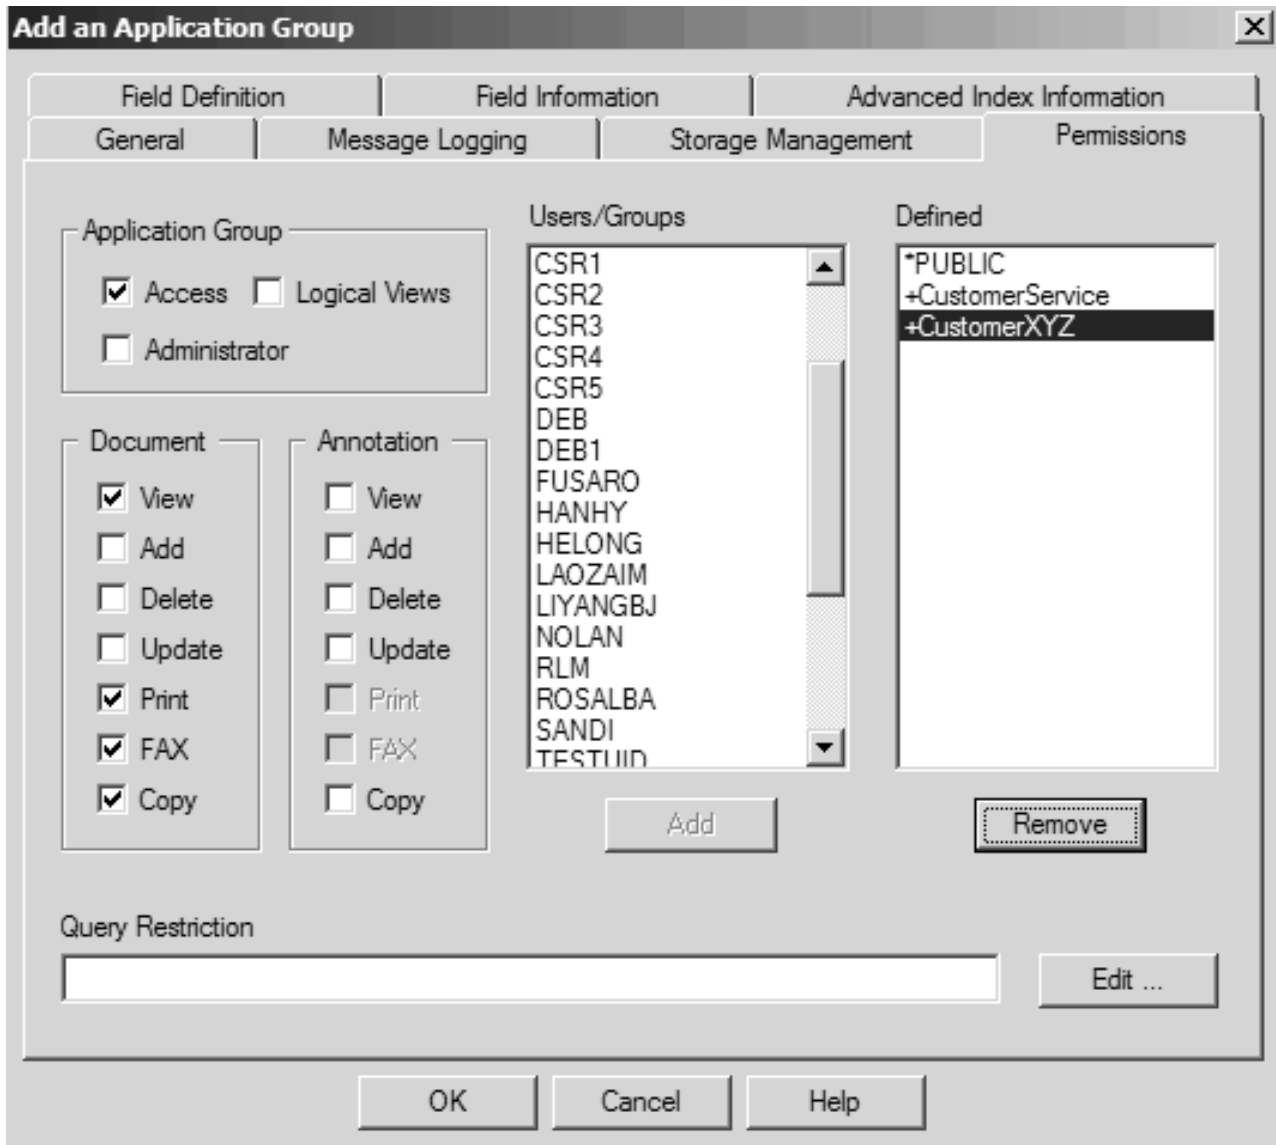 Add an Application Group
Field Definition
Field Information
Advanced Index Information
General
Message Logging
Storage Management
Permissions
Application Group
Access
Logical Views
Administrator
Document
View
Add
Delete
Update
Print
FAX
Copy
Annotation
View
Add
Delete
Update
Print
FAX
Copy
Users/Groups
CSR1
CSR2
CSR3
CSR4
CSR5
DEB
DEB1
FUSARO
HANHY
HELONG
LAOZAIM
LIYANGBJ
NOLAN
RLM
ROSALBA
SANDI
TESTUID
Add
Defined
*PUBLIC
+CustomerService
+CustomerXYZ
Remove
Query Restriction
Edit ...
OK
Cancel
Help